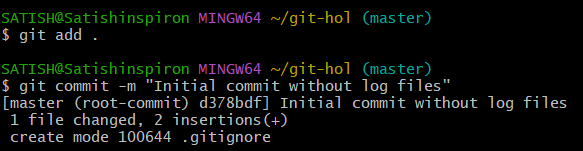 SATISH@Satishinspiron MINGW64 ~/git-hol (master)
$ git add .
SATISH@Satishinspiron MINGW64 ~/git-hol (master)
$ git commit -m "Initial commit without log files"
[master (root-commit) d378bdf] Initial commit without log files
 1 file changed, 2 insertions(+)
 create mode 100644 .gitignore